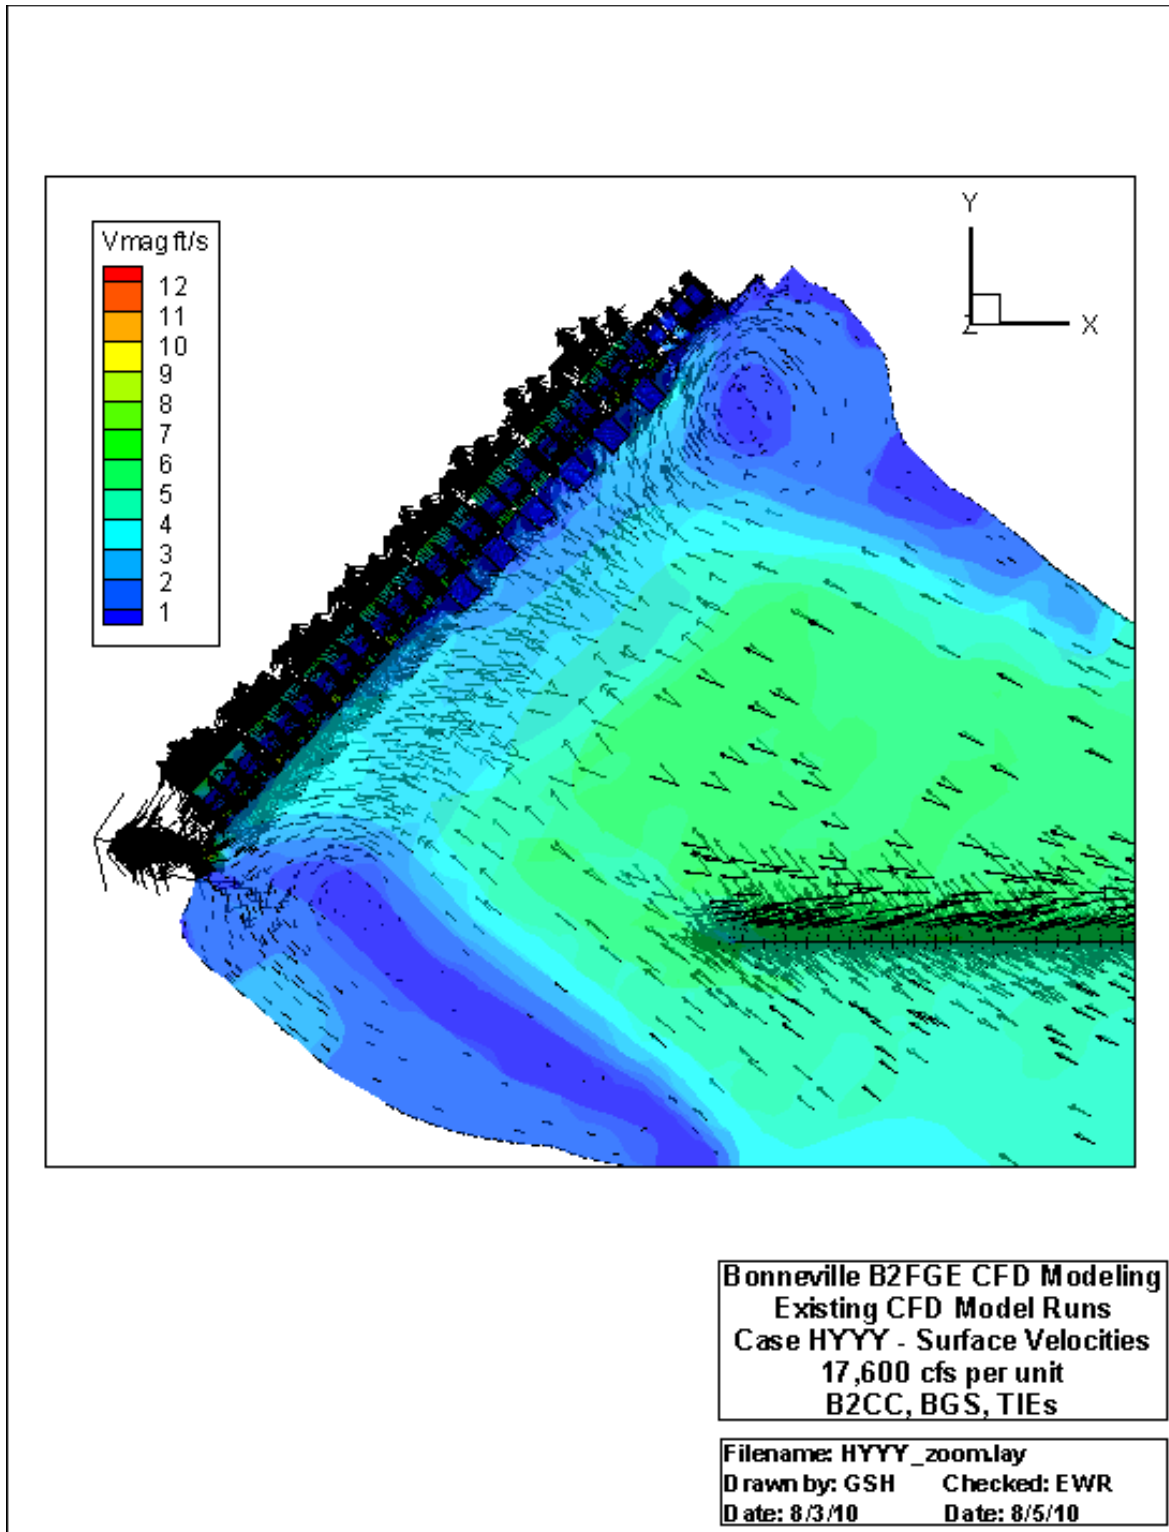 Vmag ft/s
12
11
10
9
8
7
6
5
4
3
2
1
Y
Z
X
Bonneville B2FGE CFD Modeling
Existing CFD Model Runs
Case HYYY - Surface Velocities
17,600 cfs per unit
B2CC, BGS, TIEs
Filename: HYYY_zoom.lay
Drawn by: GSH Checked: EWR
Date: 8/3/10 Date: 8/5/10